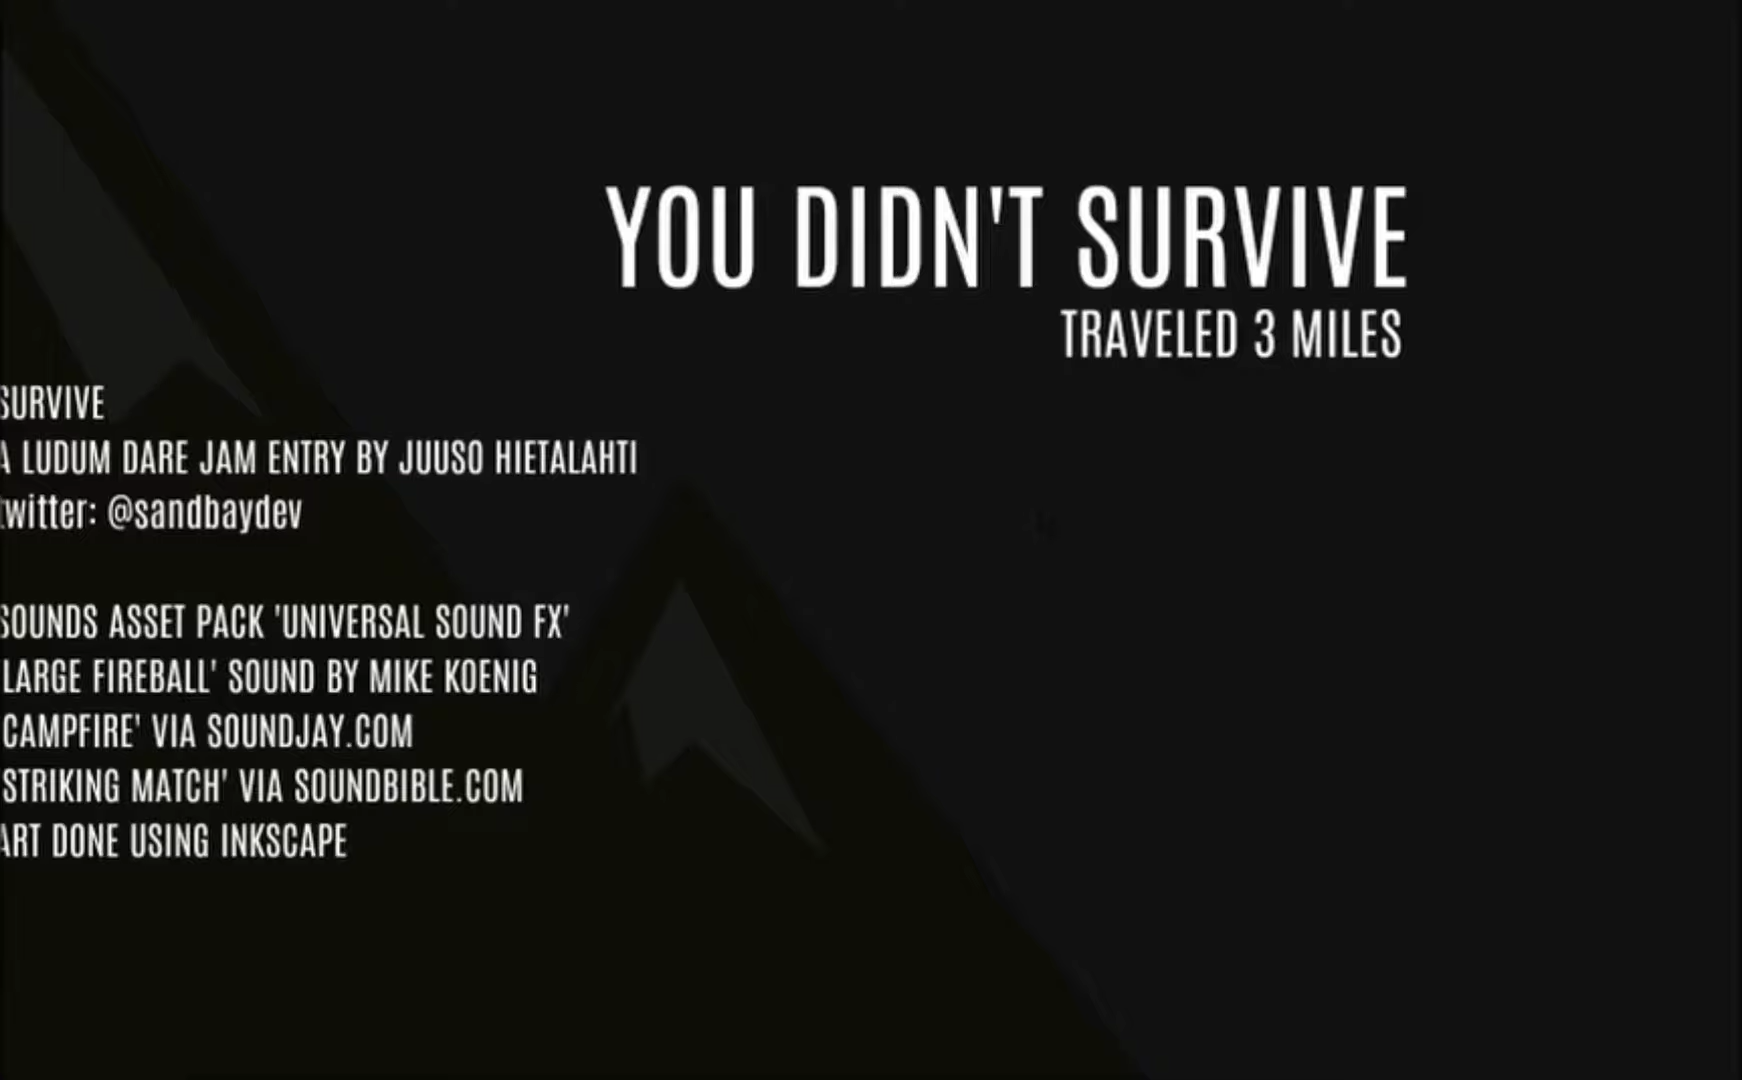 YOU DIDN'T SURVIVE
TRAVELED 3 MILES
SURVIVE
A LUDUM DARE JAM ENTRY BY JUUSO HIETALAHTI
twitter: @sandbaydev
SOUNDS ASSET PACK 'UNIVERSAL SOUND FX'
LARGE FIREBALL' SOUND BY MIKE KOENIG
CAMPFIRE' VIA SOUNDJAY.COM
STRIKING MATCH' VIA SOUNDBIBLE.COM
ART DONE USING INKSCAPE